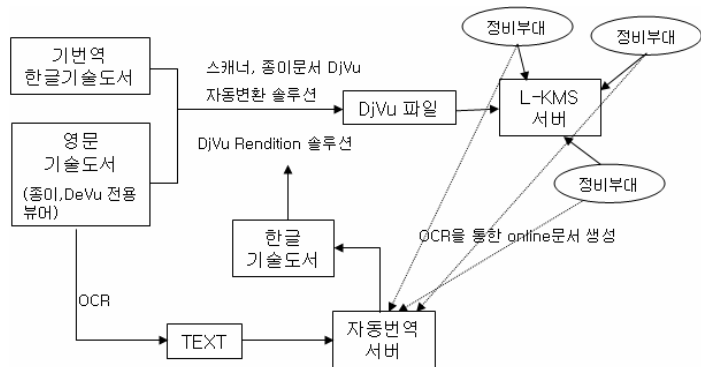 정비부대
정비부대
기번역
한글기술도서
스캐너, 종이문서 DjVu
자동변환 솔루션
DjVu 파일
L-KMS
서버
영문
기술도서
(종이,DeVu 전용
뷰어)
DjVu Rendition 솔루션
정비부대
한글
기술도서
OCR을 통한 online문서 생성
OCR
TEXT
자동번역
서버